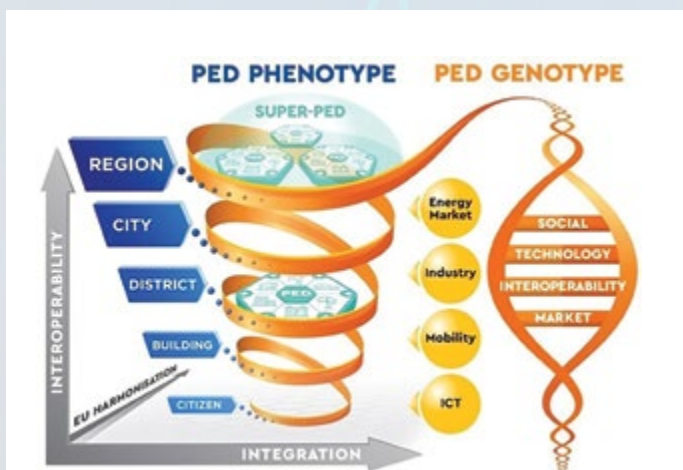 PED PHENOTYPE
PED GENOTYPE
SUPER-PED
REGION
CITY
DISTRICT
BUILDING
CITIZEN
PED
Energy
Market
Industry
Mobility
ICT
SOCIAL
TECHNOLOGY
INTEROPERABILITY
MARKET
INTEROPERABILITY
EU HARMONISATION
INTEGRATION